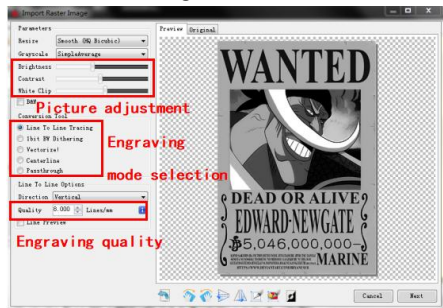 Import Raster Image
Parameters
Resize Smooth (HQ Bicubic)
Grayscale SimpleAverage
Brightness
Contrast
White Clip
B&W
Picture adjustment
Conversion Tool
Line To Line Tracing
1bit BW Dithering
Vectorize!
Centerline
Passthrough
Engraving
mode selection
Line To Line Options
Direction Vertical
Quality 8.000 Lines/mm
Line Preview
Engraving quality
Preview Original
WANTED
DEAD OR ALIVE
EDWARD·NEWGATE
5,046,000,000-
MARINE
Cancel Next